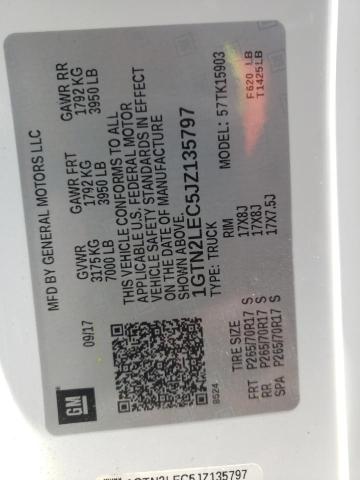 MFD BY GENERAL MOTORS LLC
GM
09/17
GVWR
3175KG
7000 LB
GAWR FRT
1792 KG
3950 LB
GAWR RR
1792 KG
3950 LB
THIS VEHICLE CONFORMS TO ALL
APPLICABLE U.S. FEDERAL MOTOR
VEHICLE SAFETY STANDARDS IN EFFECT
ON THE DATE OF MANUFACTURE
SHOWN ABOVE.
1GTN2LEC5JZ135797
TYPE: TRUCK
MODEL: 57TK15903
B524
TIRE SIZE RIM
FRT P265/70R17 S 17X8J
RR P265/70R17 S 17X8J
SPA P265/70R17 S 17X7.5J
F620 LB
T1425LB
1GTN2LEC5JZ135797